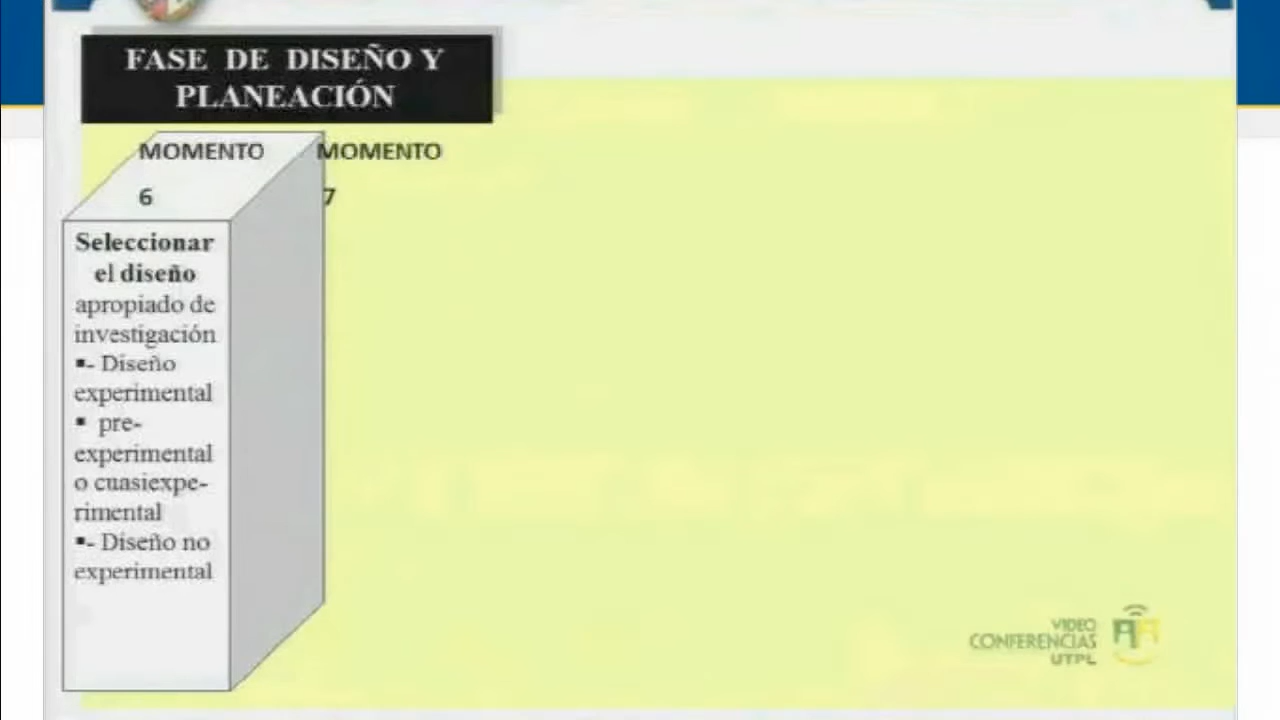 FASE DE DISEÑO Y
PLANEACIÓN
MOMENTO
6
MOMENTO
7
Seleccionar
el diseño
apropiado de
investigación
▪- Diseño
experimental
▪ pre-
experimental
o cuasiexpe-
rimental
▪- Diseño no
experimental
VIDEO
CONFERENCIAS
UTPL